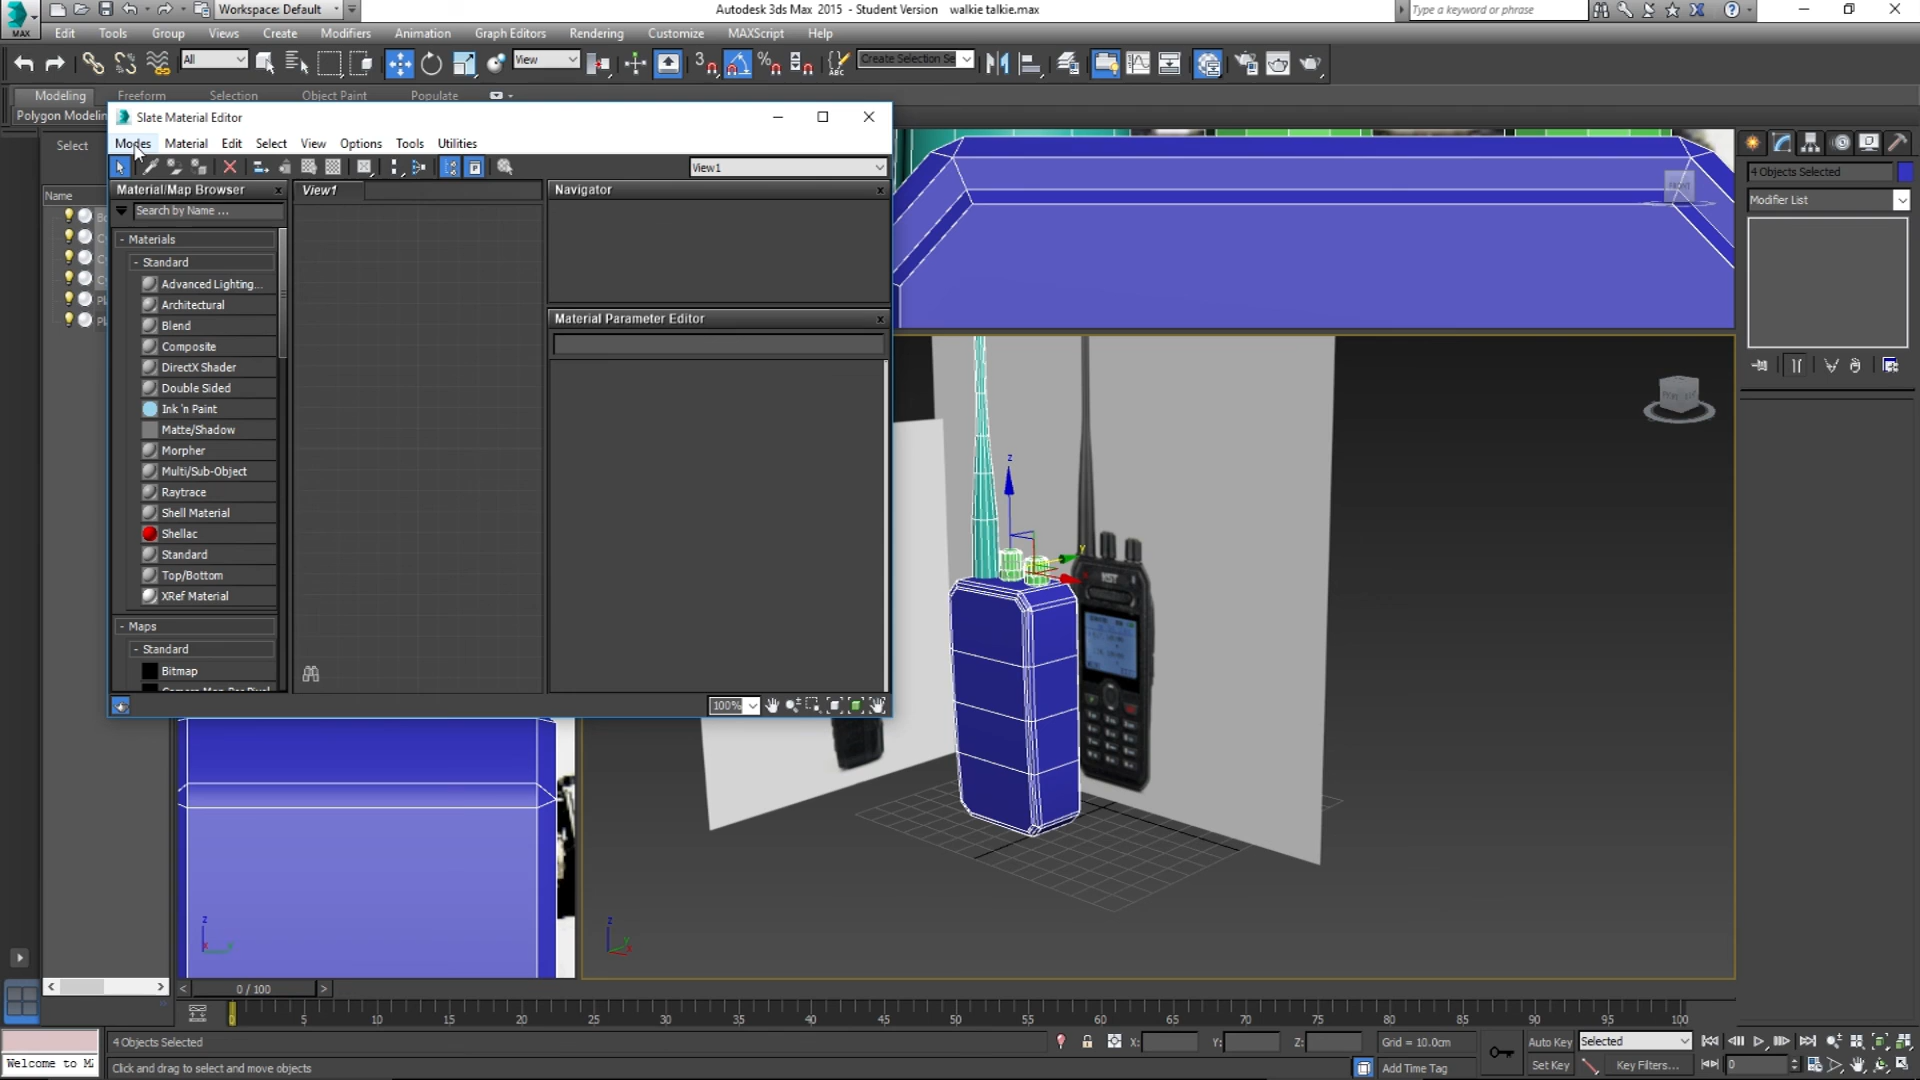 Workspace: Default
Autodesk 3ds Max 2015 - Student Version    walkie talkie.max
Type a keyword or phrase
MAX
Edit
Tools
Group
Views
Create
Modifiers
Animation
Graph Editors
Rendering
Customize
MAXScript
Help
All
View
3
Create Selection Se
Modeling
Freeform
Selection
Object Paint
Populate
Polygon Modelin
Select
Name
Slate Material Editor
Modes
Material
Edit
Select
View
Options
Tools
Utilities
View1
Material/Map Browser
Search by Name ...
- Materials
- Standard
Advanced Lighting...
Architectural
Blend
Composite
DirectX Shader
Double Sided
Ink 'n Paint
Matte/Shadow
Morpher
Multi/Sub-Object
Raytrace
Shell Material
Shellac
Standard
Top/Bottom
XRef Material
- Maps
- Standard
Bitmap
View1
Navigator
Material Parameter Editor
100%
4 Objects Selected
Modifier List
FRONT
z
y
x
z
x
z
y
x
0 / 100
0
5
10
15
20
25
30
35
40
45
50
55
60
65
70
75
80
85
90
95
100
Welcome to M
4 Objects Selected
Click and drag to select and move objects
X:
Y:
Z:
Grid = 10.0cm
Add Time Tag
Auto Key
Selected
Set Key
Key Filters...
0